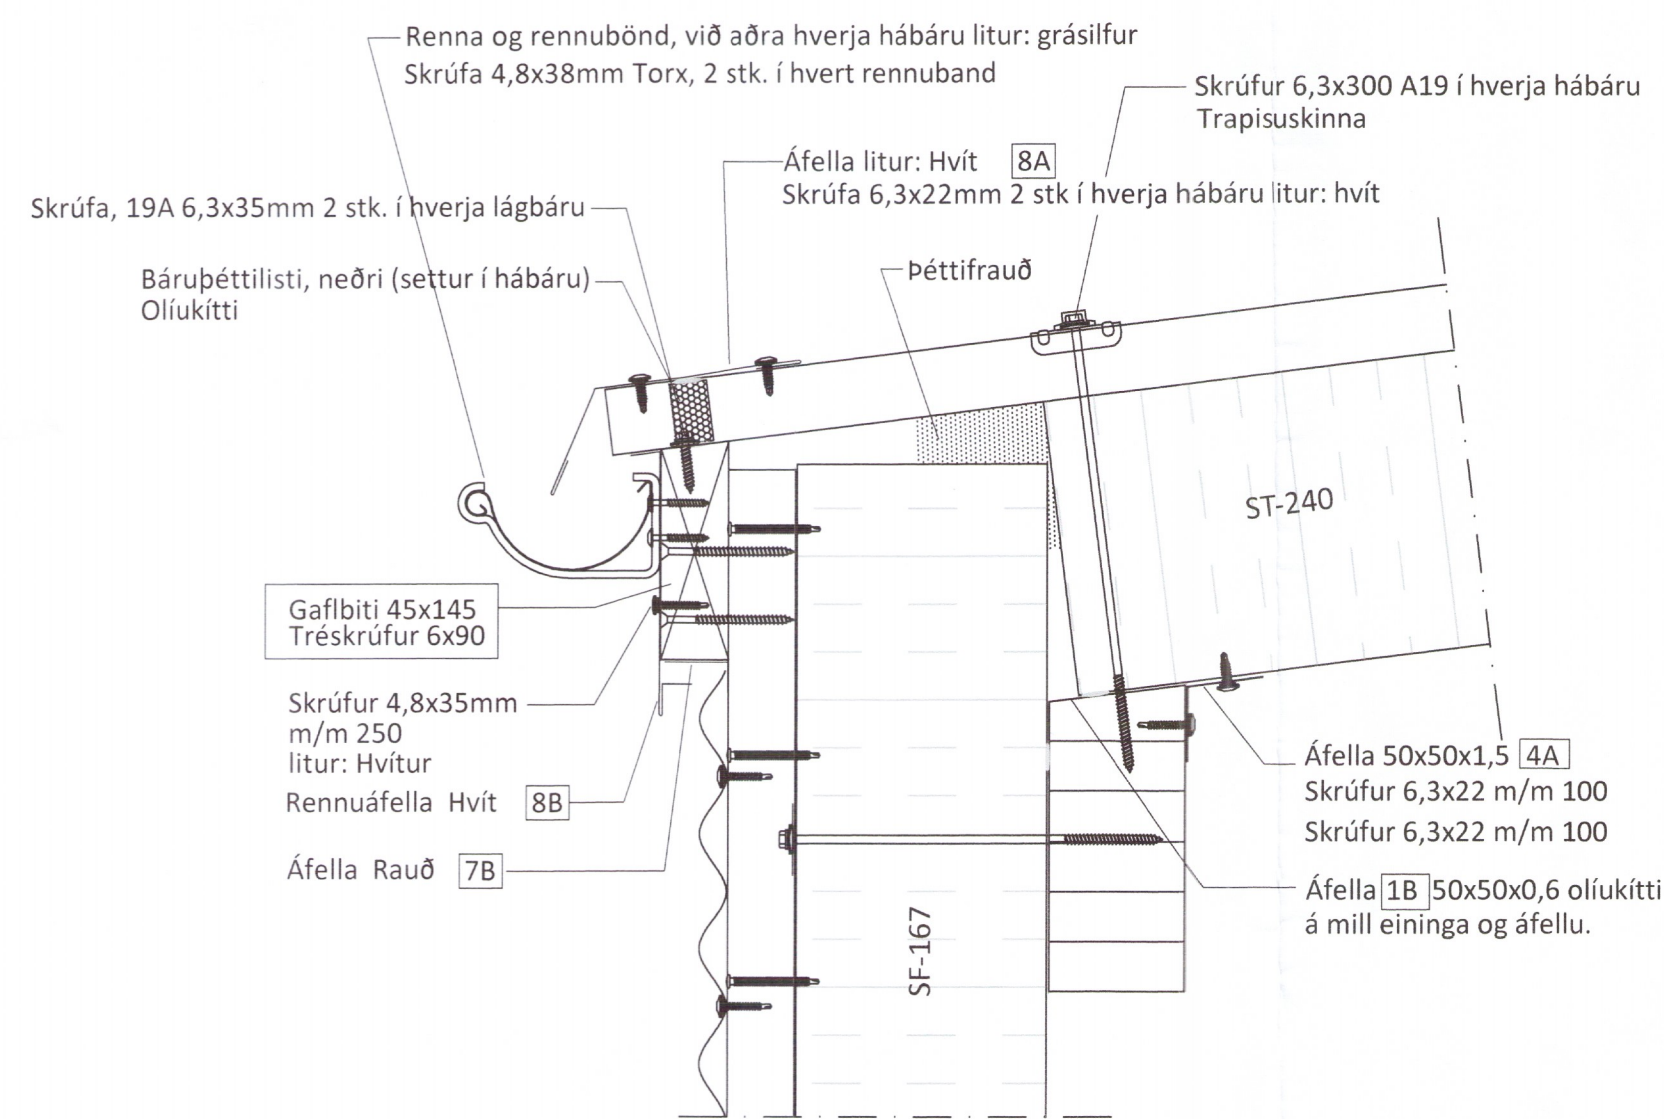 Renna og rennubönd, við aðra hverja hábáru litur: grásilfur
Skrúfa 4,8x38mm Torx, 2 stk. í hvert rennuband
Skrúfur 6,3x300 A19 í hverja hábáru
Trapisuskinna
Áfella litur: Hvít 8A
Skrúfa 6,3x22mm 2 stk í hverja hábáru litur: hvít
Skrúfa, 19A 6,3x35mm 2 stk. í hverja lágbáru
Báruþéttilisti, neðri (settur í hábáru)
Olíukítti
Þéttifrauð
ST-240
Gaflbiti 45x145
Tréskrúfur 6x90
Skrúfur 4,8x35mm
m/m 250
litur: Hvítur
Rennuáfella Hvít 8B
Áfella Rauð 7B
SF-167
Áfella 50x50x1,5 4A
Skrúfur 6,3x22 m/m 100
Skrúfur 6,3x22 m/m 100
Áfella 1B 50x50x0,6 olíukítti
á mill eininga og áfellu.